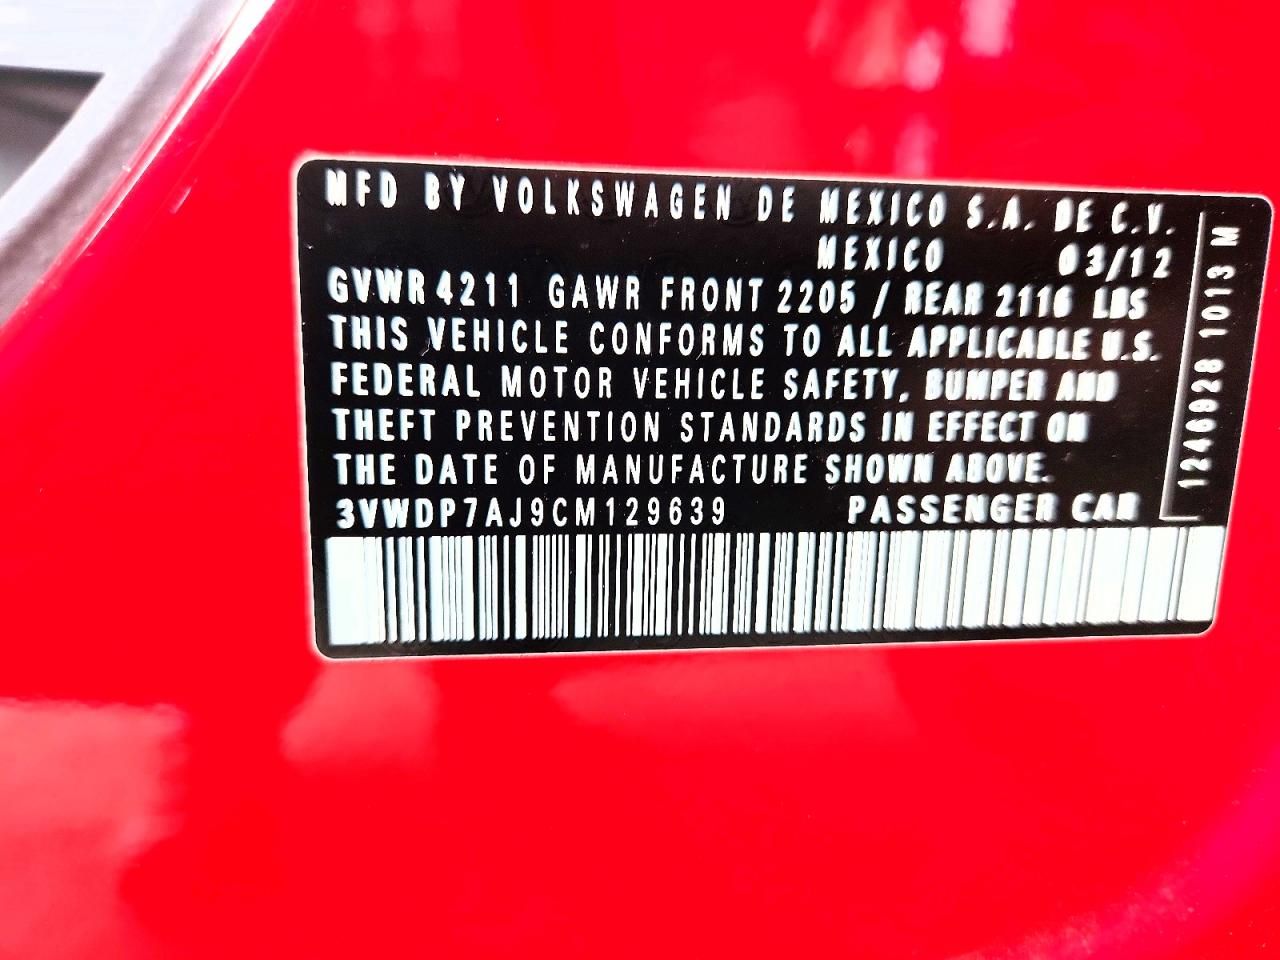 MFD BY VOLKSWAGEN DE MEXICO S.A. DE C.V.
MEXICO 03/12
GVWR 4211 GAWR FRONT 2205 / REAR 2116 LBS
THIS VEHICLE CONFORMS TO ALL APPLICABLE U.S.
FEDERAL MOTOR VEHICLE SAFETY, BUMPER AND
THEFT PREVENTION STANDARDS IN EFFECT ON
THE DATE OF MANUFACTURE SHOWN ABOVE.
3VWDP7AJ9CM129639 PASSENGER CAR
1246928 1013 M